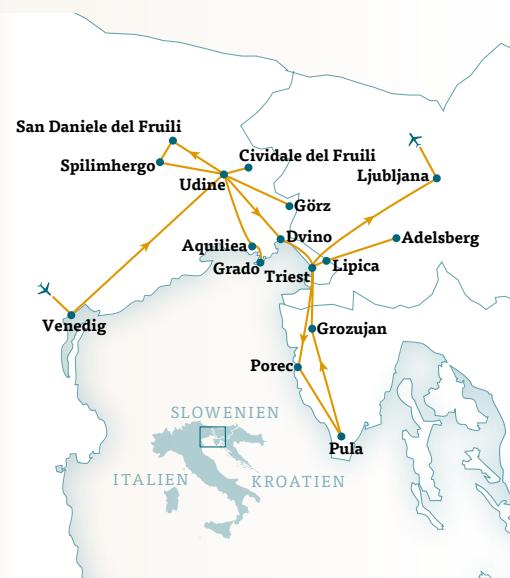 San Daniele del Fruili
Cividale del Fruili
Spilimhergo
Udine
Ljubljana
Görz
Dvino
Adelsberg
Aquiliea
Grado
Triest
Lipica
Venedig
Grozujan
Porec
SLOWENIEN
Pula
ITALIEN
KROATIEN